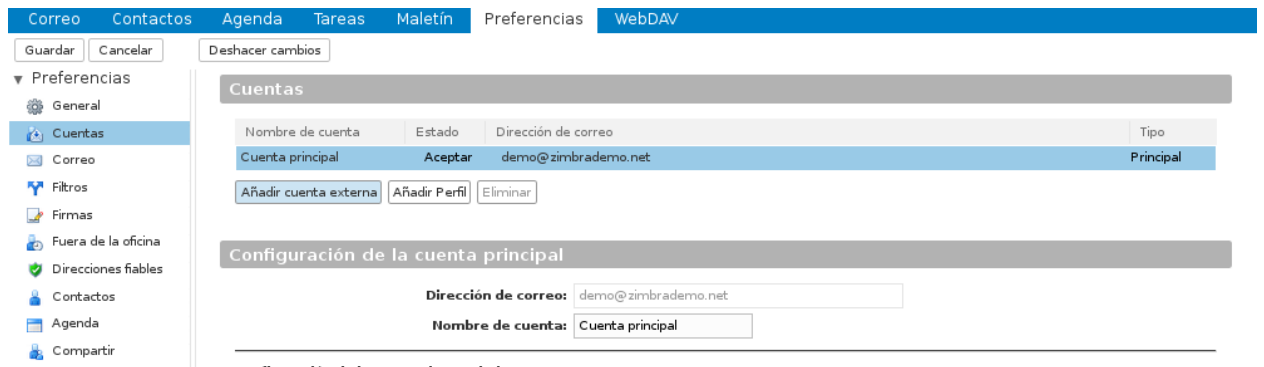 Correo Contactos Agenda Tareas Maletín Preferencias WebDAV
Guardar Cancelar Deshacer cambios
Preferencias
General
Cuentas
Correo
Filtros
Firmas
Fuera de la oficina
Direcciones fiables
Contactos
Agenda
Compartir
Cuentas
Nombre de cuenta Estado Dirección de correo Tipo
Cuenta principal Aceptar demo@zimbrademo.net Principal
Añadir cuenta externa Añadir Perfil Eliminar
Configuración de la cuenta principal
Dirección de correo: demo@zimbrademo.net
Nombre de cuenta: Cuenta principal